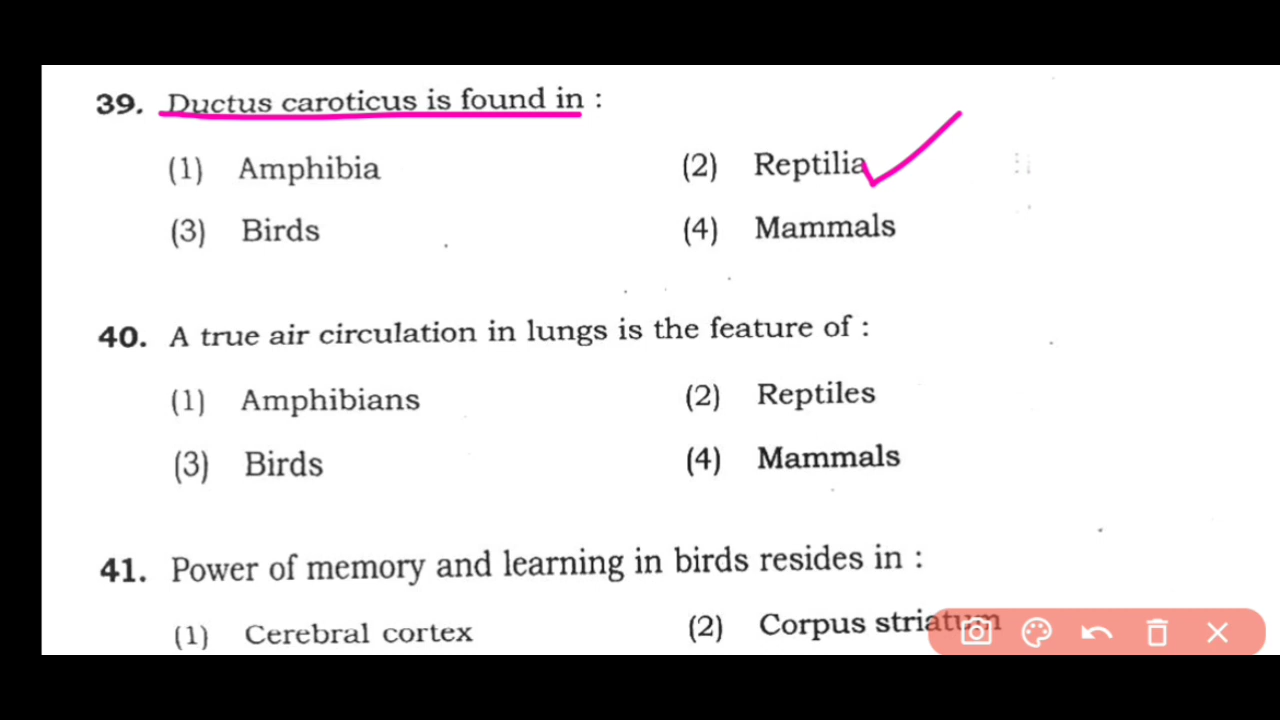 39. Ductus caroticus is found in :
(1) Amphibia (2) Reptilia
(3) Birds (4) Mammals
40. A true air circulation in lungs is the feature of :
(1) Amphibians (2) Reptiles
(3) Birds (4) Mammals
41. Power of memory and learning in birds resides in :
(1) Cerebral cortex (2) Corpus striatum